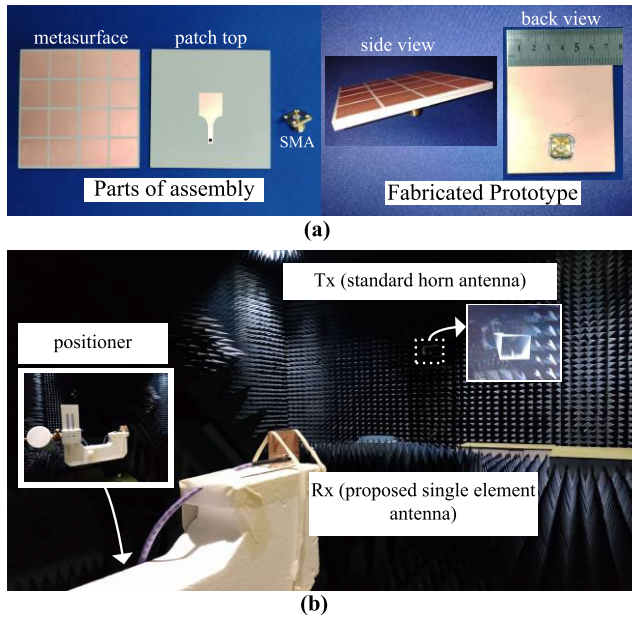 metasurface
patch top
SMA
Parts of assembly
side view
back view
1 2 3 4 5 6 7 8
Fabricated Prototype
(a)
Tx (standard horn antenna)
positioner
Rx (proposed single element
antenna)
(b)